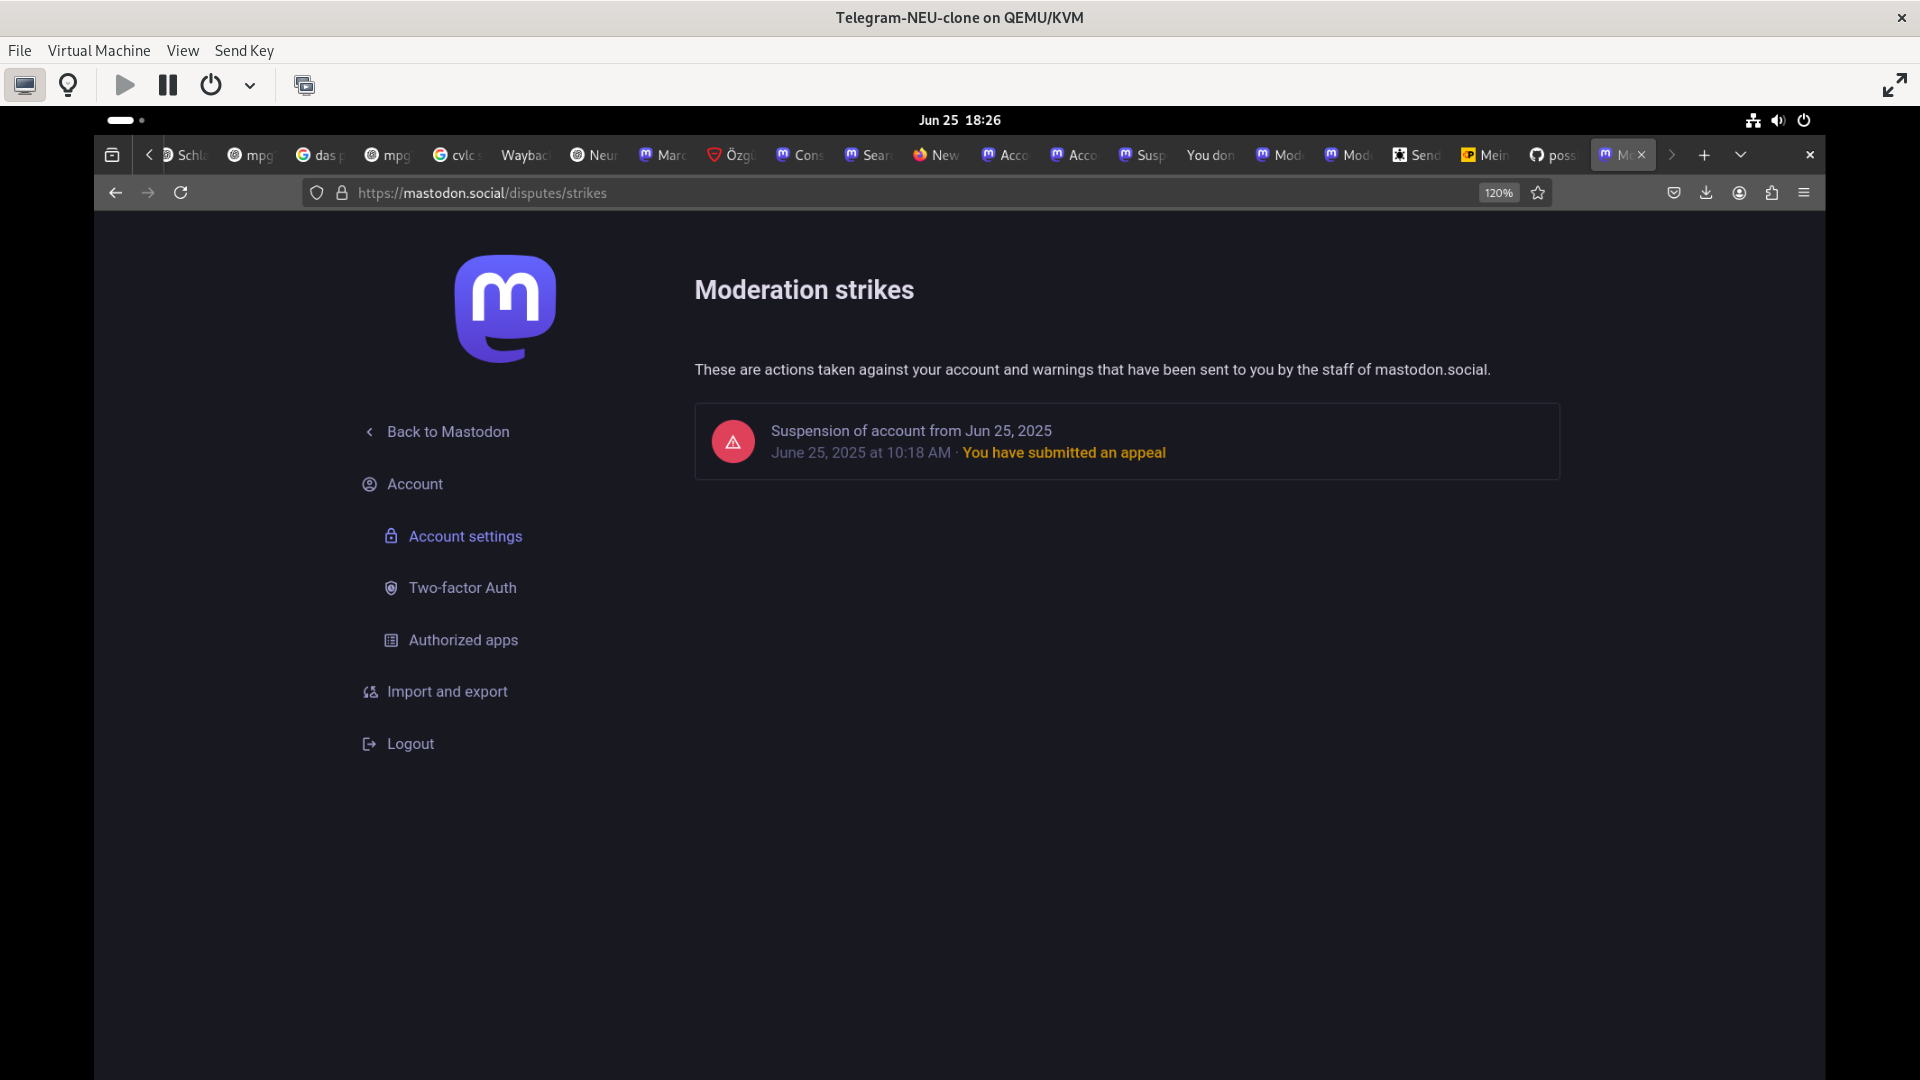 Telegram-NEU-clone on QEMU/KVM
File Virtual Machine View Send Key
Jun 25 18:26
Schla mpg das p mpg cvlc s Waybac Neur Marc Özgü Cons Sear New Acco Acco Susp You don Mod Mod Send Mein poss Mo
https://mastodon.social/disputes/strikes 120%
Moderation strikes
These are actions taken against your account and warnings that have been sent to you by the staff of mastodon.social.
Suspension of account from Jun 25, 2025
June 25, 2025 at 10:18 AM · You have submitted an appeal
Back to Mastodon
Account
Account settings
Two-factor Auth
Authorized apps
Import and export
Logout